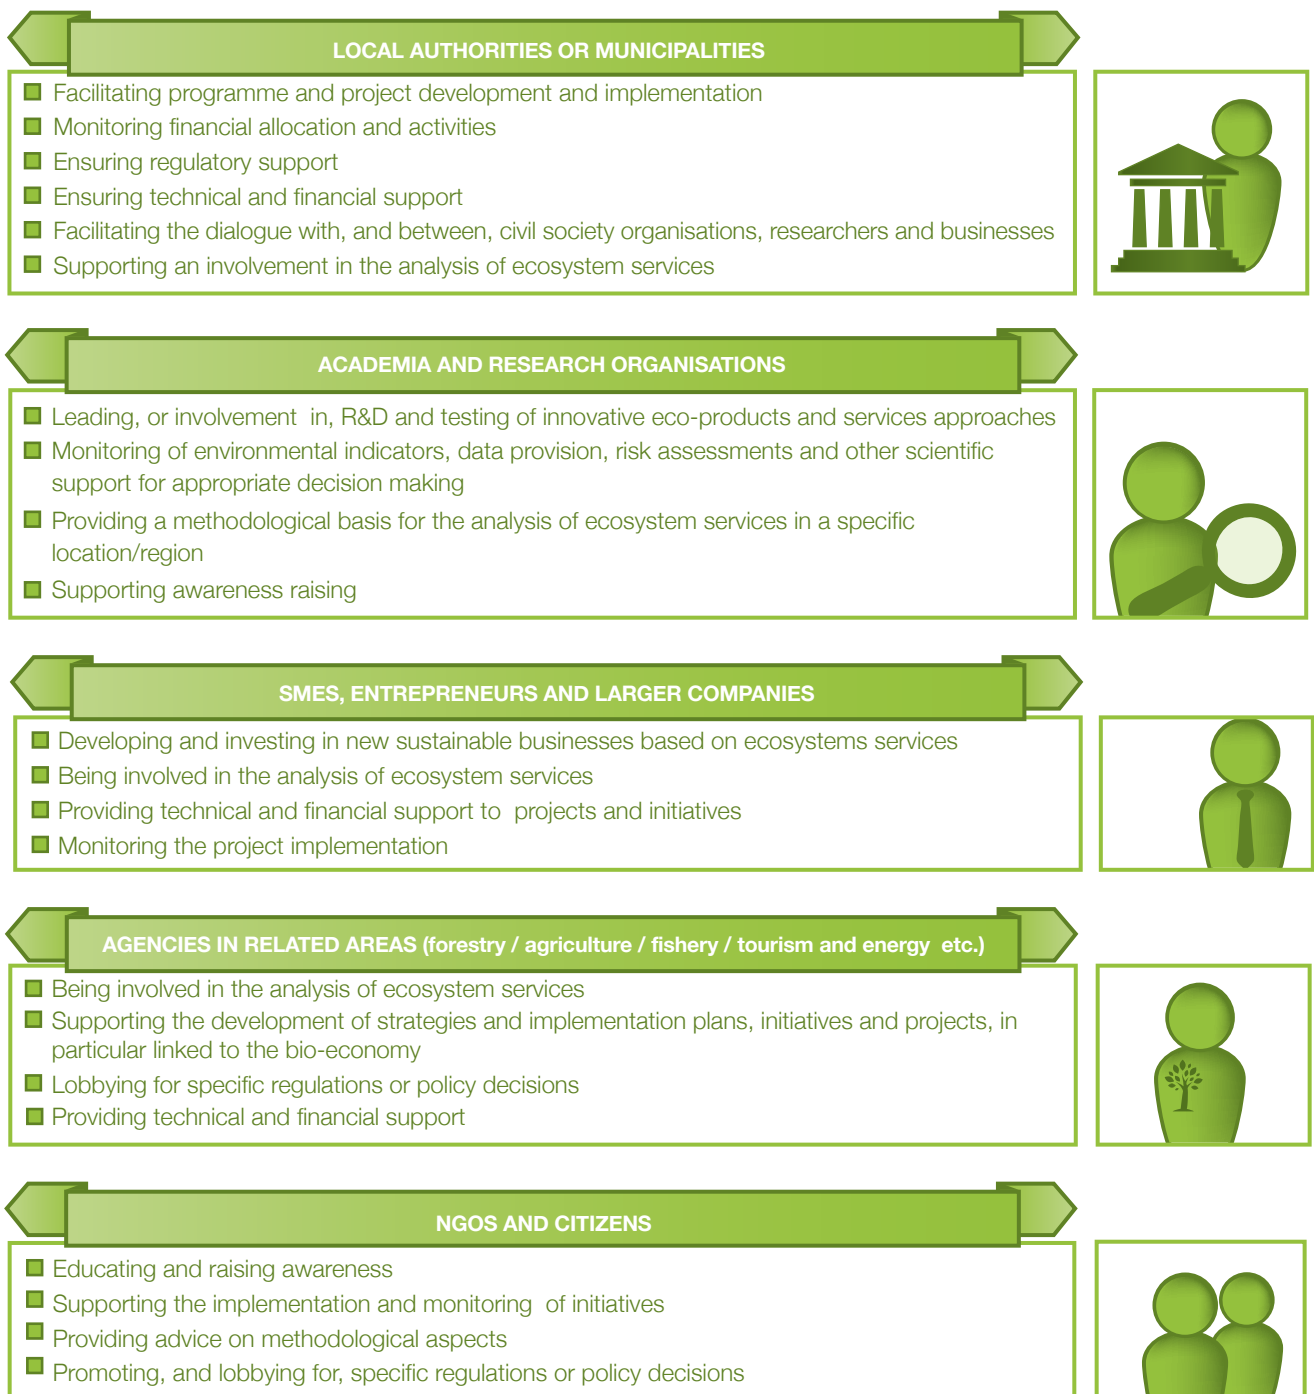 LOCAL AUTHORITIES OR MUNICIPALITIES
Facilitating programme and project development and implementation
Monitoring financial allocation and activities
Ensuring regulatory support
Ensuring technical and financial support
Facilitating the dialogue with, and between, civil society organisations, researchers and businesses
Supporting an involvement in the analysis of ecosystem services
ACADEMIA AND RESEARCH ORGANISATIONS
Leading, or involvement in, R&D and testing of innovative eco-products and services approaches
Monitoring of environmental indicators, data provision, risk assessments and other scientific
support for appropriate decision making
Providing a methodological basis for the analysis of ecosystem services in a specific
location/region
Supporting awareness raising
SMES, ENTREPRENEURS AND LARGER COMPANIES
Developing and investing in new sustainable businesses based on ecosystems services
Being involved in the analysis of ecosystem services
Providing technical and financial support to projects and initiatives
Monitoring the project implementation
AGENCIES IN RELATED AREAS (forestry / agriculture / fishery / tourism and energy etc.)
Being involved in the analysis of ecosystem services
Supporting the development of strategies and implementation plans, initiatives and projects, in
particular linked to the bio-economy
Lobbying for specific regulations or policy decisions
Providing technical and financial support
NGOS AND CITIZENS
Educating and raising awareness
Supporting the implementation and monitoring of initiatives
Providing advice on methodological aspects
Promoting, and lobbying for, specific regulations or policy decisions